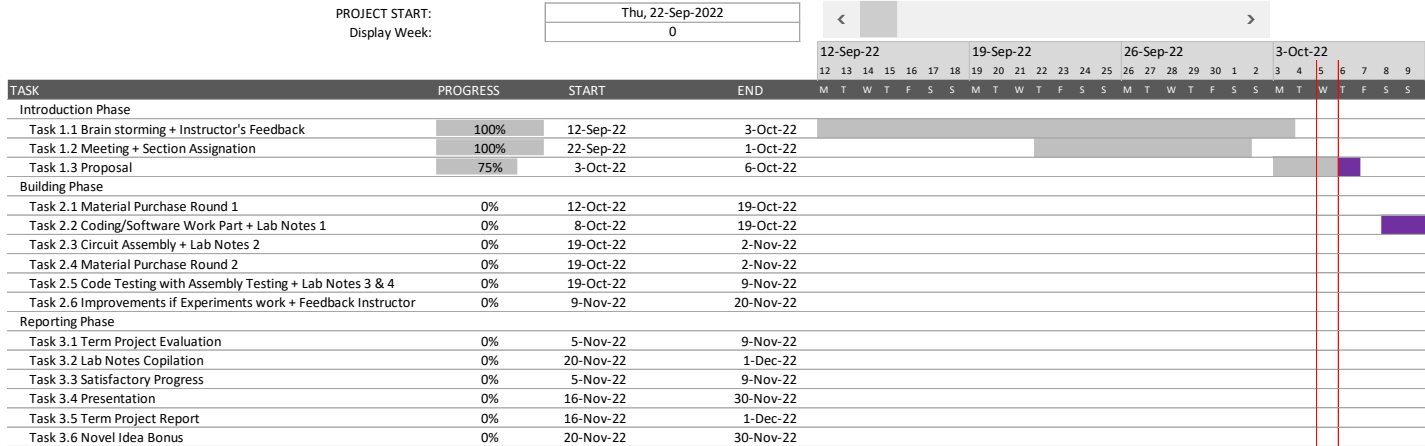 PROJECT START: Thu, 22-Sep-2022
Display Week: 0
12-Sep-22 19-Sep-22 26-Sep-22 3-Oct-22
12 13 14 15 16 17 18 19 20 21 22 23 24 25 26 27 28 29 30 1 2 3 4 5 6 7 8 9
TASK PROGRESS START END M T W T F S S M T W T F S S M T W T F S S M T W T F S S
Introduction Phase
Task 1.1 Brain storming + Instructor's Feedback 100% 12-Sep-22 3-Oct-22
Task 1.2 Meeting + Section Assignation 100% 22-Sep-22 1-Oct-22
Task 1.3 Proposal 75% 3-Oct-22 6-Oct-22
Building Phase
Task 2.1 Material Purchase Round 1 0% 12-Oct-22 19-Oct-22
Task 2.2 Coding/Software Work Part + Lab Notes 1 0% 8-Oct-22 19-Oct-22
Task 2.3 Circuit Assembly + Lab Notes 2 0% 19-Oct-22 2-Nov-22
Task 2.4 Material Purchase Round 2 0% 19-Oct-22 2-Nov-22
Task 2.5 Code Testing with Assembly Testing + Lab Notes 3 & 4 0% 19-Oct-22 9-Nov-22
Task 2.6 Improvements if Experiments work + Feedback Instructor 0% 9-Nov-22 20-Nov-22
Reporting Phase
Task 3.1 Term Project Evaluation 0% 5-Nov-22 9-Nov-22
Task 3.2 Lab Notes Copilation 0% 20-Nov-22 1-Dec-22
Task 3.3 Satisfactory Progress 0% 5-Nov-22 9-Nov-22
Task 3.4 Presentation 0% 16-Nov-22 30-Nov-22
Task 3.5 Term Project Report 0% 16-Nov-22 1-Dec-22
Task 3.6 Novel Idea Bonus 0% 20-Nov-22 30-Nov-22